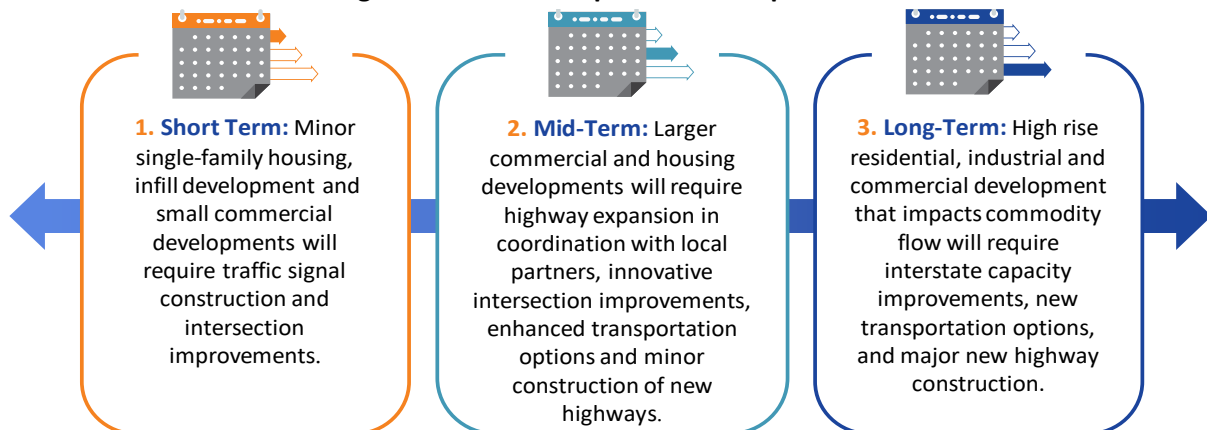 1. Short Term: Minor
single-family housing,
infill development and
small commercial
developments will
require traffic signal
construction and
intersection
improvements.
2. Mid-Term: Larger
commercial and housing
developments will require
highway expansion in
coordination with local
partners, innovative
intersection improvements,
enhanced transportation
options and minor
construction of new
highways.
3. Long-Term: High rise
residential, industrial and
commercial development
that impacts commodity
flow will require
interstate capacity
improvements, new
transportation options,
and major new highway
construction.